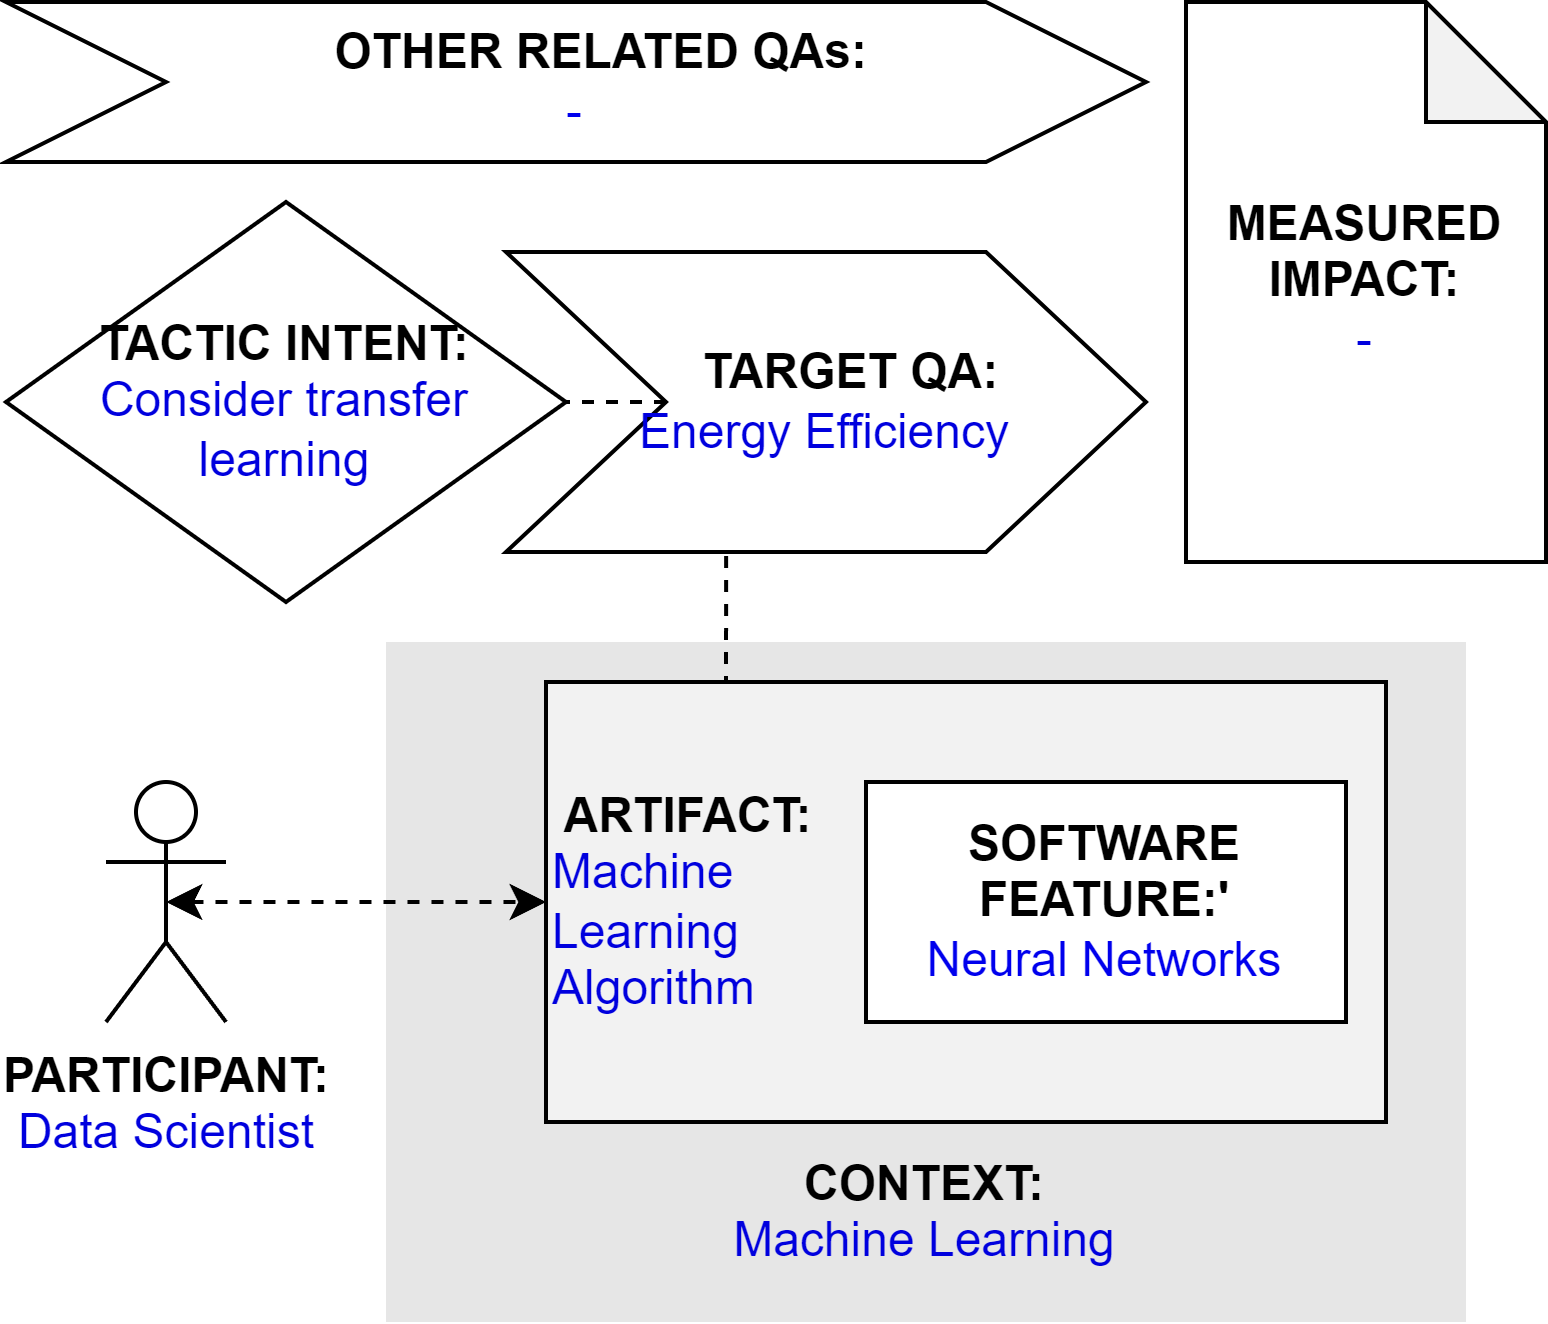 OTHER RELATED QAs:
-
MEASURED
IMPACT:
-
TACTIC INTENT:
Consider transfer
learning
TARGET QA:
Energy Efficiency
ARTIFACT:
Machine
Learning
Algorithm
SOFTWARE
FEATURE:'
Neural Networks
PARTICIPANT:
Data Scientist
CONTEXT:
Machine Learning